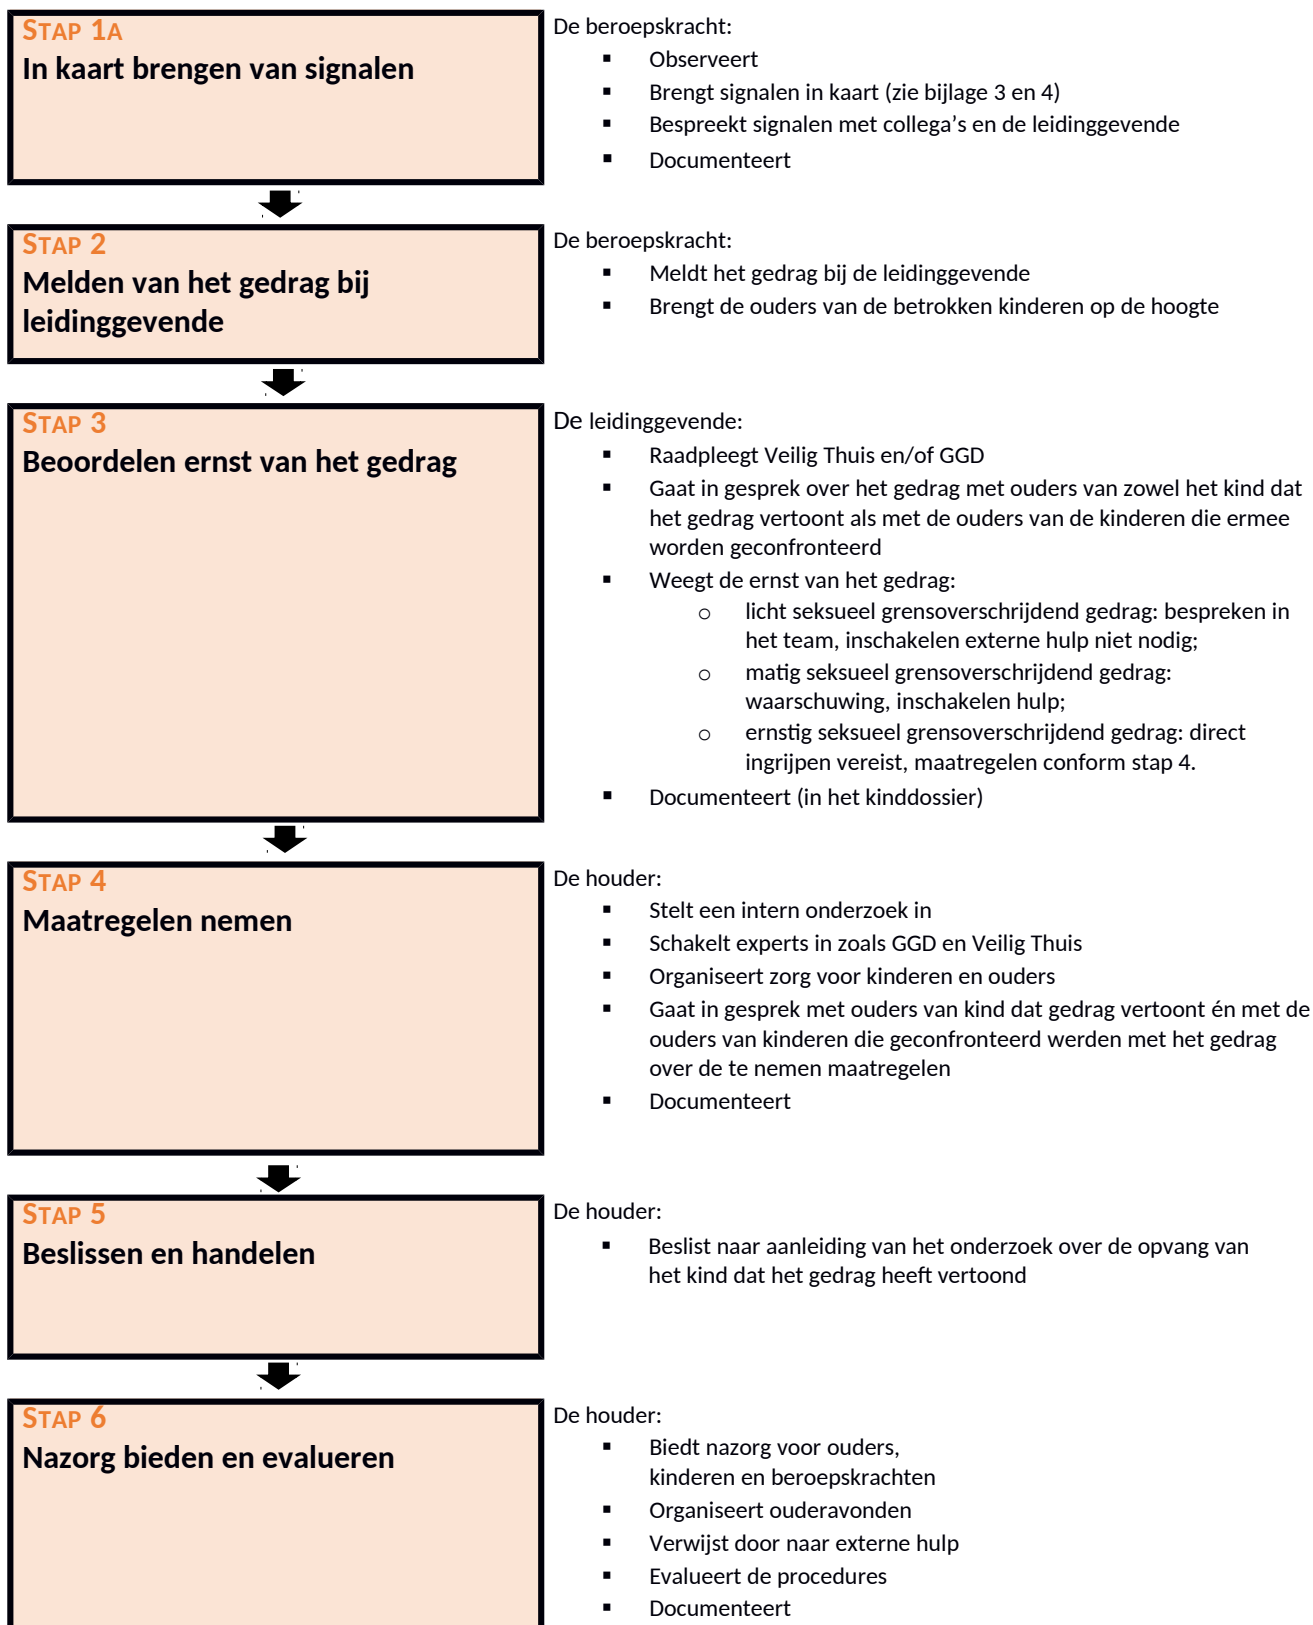 STAP 1A
In kaart brengen van signalen
De beroepskracht:
▪ Observeert
▪ Brengt signalen in kaart (zie bijlage 3 en 4)
▪ Bespreekt signalen met collega’s en de leidinggevende
▪ Documenteert
STAP 2
Melden van het gedrag bij
leidinggevende
De beroepskracht:
▪ Meldt het gedrag bij de leidinggevende
▪ Brengt de ouders van de betrokken kinderen op de hoogte
STAP 3
Beoordelen ernst van het gedrag
De leidinggevende:
▪ Raadpleegt Veilig Thuis en/of GGD
▪ Gaat in gesprek over het gedrag met ouders van zowel het kind dat
het gedrag vertoont als met de ouders van de kinderen die ermee
worden geconfronteerd
▪ Weegt de ernst van het gedrag:
o licht seksueel grensoverschrijdend gedrag: bespreken in
het team, inschakelen externe hulp niet nodig;
o matig seksueel grensoverschrijdend gedrag:
waarschuwing, inschakelen hulp;
o ernstig seksueel grensoverschrijdend gedrag: direct
ingrijpen vereist, maatregelen conform stap 4.
▪ Documenteert (in het kinddossier)
STAP 4
Maatregelen nemen
De houder:
▪ Stelt een intern onderzoek in
▪ Schakelt experts in zoals GGD en Veilig Thuis
▪ Organiseert zorg voor kinderen en ouders
▪ Gaat in gesprek met ouders van kind dat gedrag vertoont én met de
ouders van kinderen die geconfronteerd werden met het gedrag
over de te nemen maatregelen
▪ Documenteert
STAP 5
Beslissen en handelen
De houder:
▪ Beslist naar aanleiding van het onderzoek over de opvang van
het kind dat het gedrag heeft vertoond
STAP 6
Nazorg bieden en evalueren
De houder:
▪ Biedt nazorg voor ouders,
kinderen en beroepskrachten
▪ Organiseert ouderavonden
▪ Verwijst door naar externe hulp
▪ Evalueert de procedures
▪ Documenteert